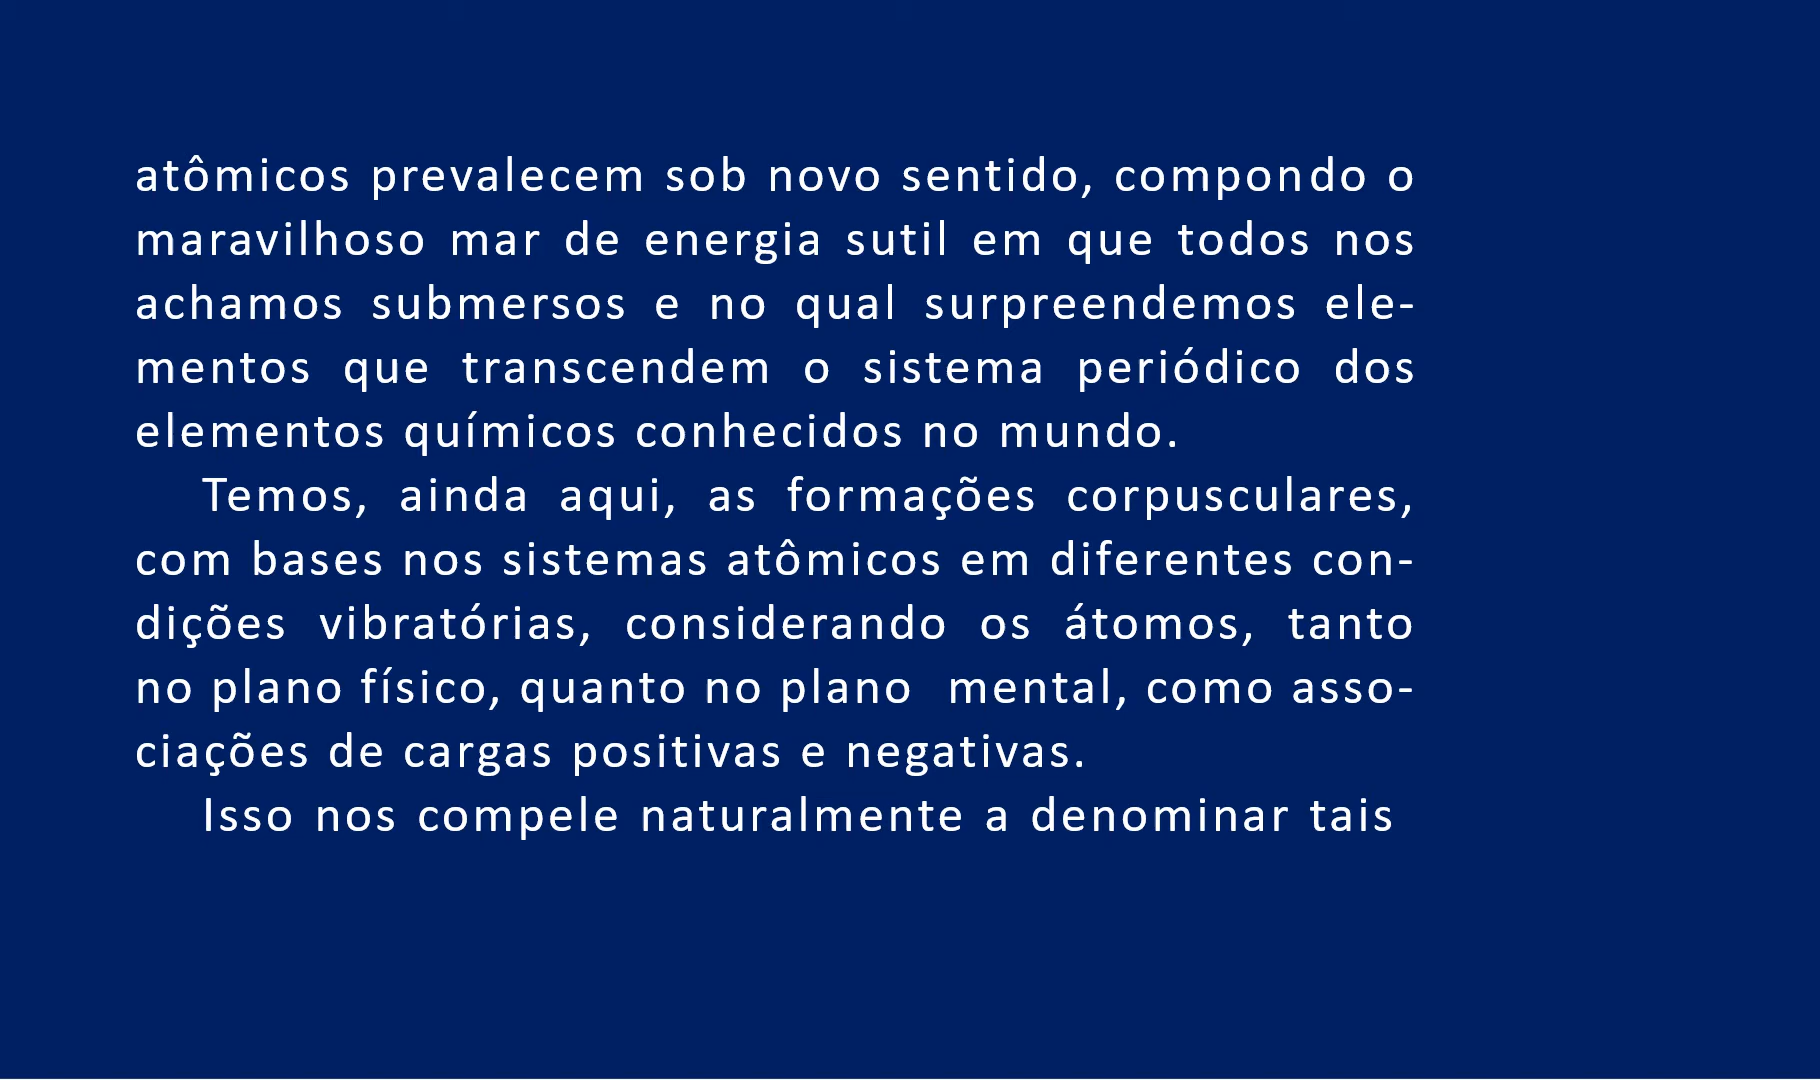 atômicos prevalecem sob novo sentido, compondo o
maravilhoso mar de energia sutil em que todos nos
achamos submersos e no qual surpreendemos ele-
mentos que transcendem o sistema periódico dos
elementos químicos conhecidos no mundo.
Temos, ainda aqui, as formações corpusculares,
com bases nos sistemas atômicos em diferentes con-
dições vibratórias, considerando os átomos, tanto
no plano físico, quanto no plano  mental, como asso-
ciações de cargas positivas e negativas.
Isso nos compele naturalmente a denominar tais